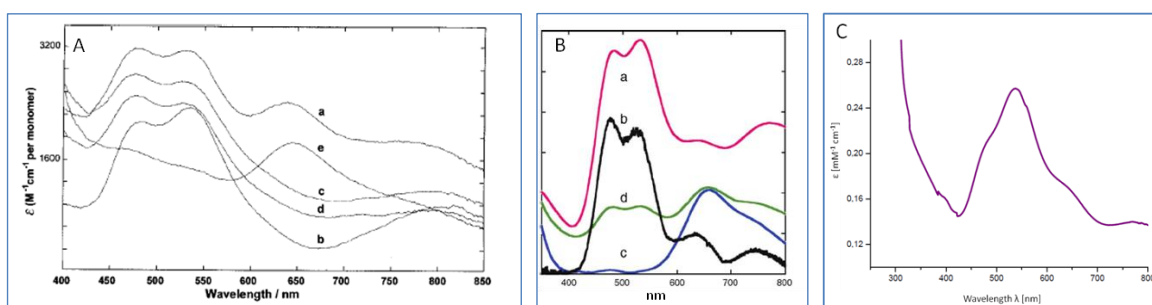 A
3200
1600
ε (M⁻¹cm⁻¹ per monomer)
a
e
c
d
b
400 450 500 550 600 650 700 750 800 850
Wavelength / nm
B
a
b
d
c
400 500 600 700 800
nm
C
0.28
0.24
0.20
0.16
0.12
ε [mM⁻¹ cm⁻¹]
300 400 500 600 700 800
Wavelength λ [nm]